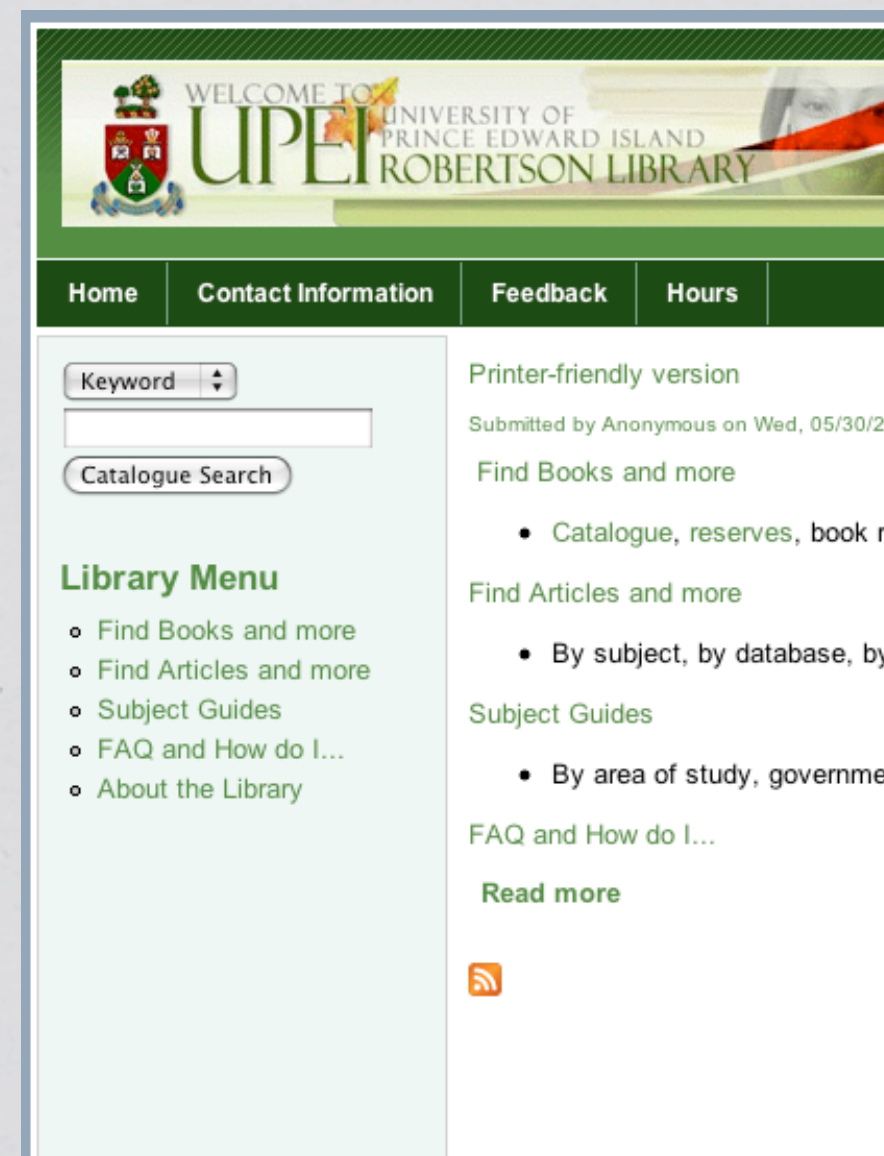 WELCOME TO
UPEI
UNIVERSITY OF
PRINCE EDWARD ISLAND
ROBERTSON LIBRARY
Home Contact Information Feedback Hours
Keyword
Catalogue Search
Library Menu
Find Books and more
Find Articles and more
Subject Guides
FAQ and How do I...
About the Library
Printer-friendly version
Submitted by Anonymous on Wed, 05/30/2
Find Books and more
Catalogue, reserves, book
Find Articles and more
By subject, by database, by
Subject Guides
By area of study,
FAQ and How do I...
Read more